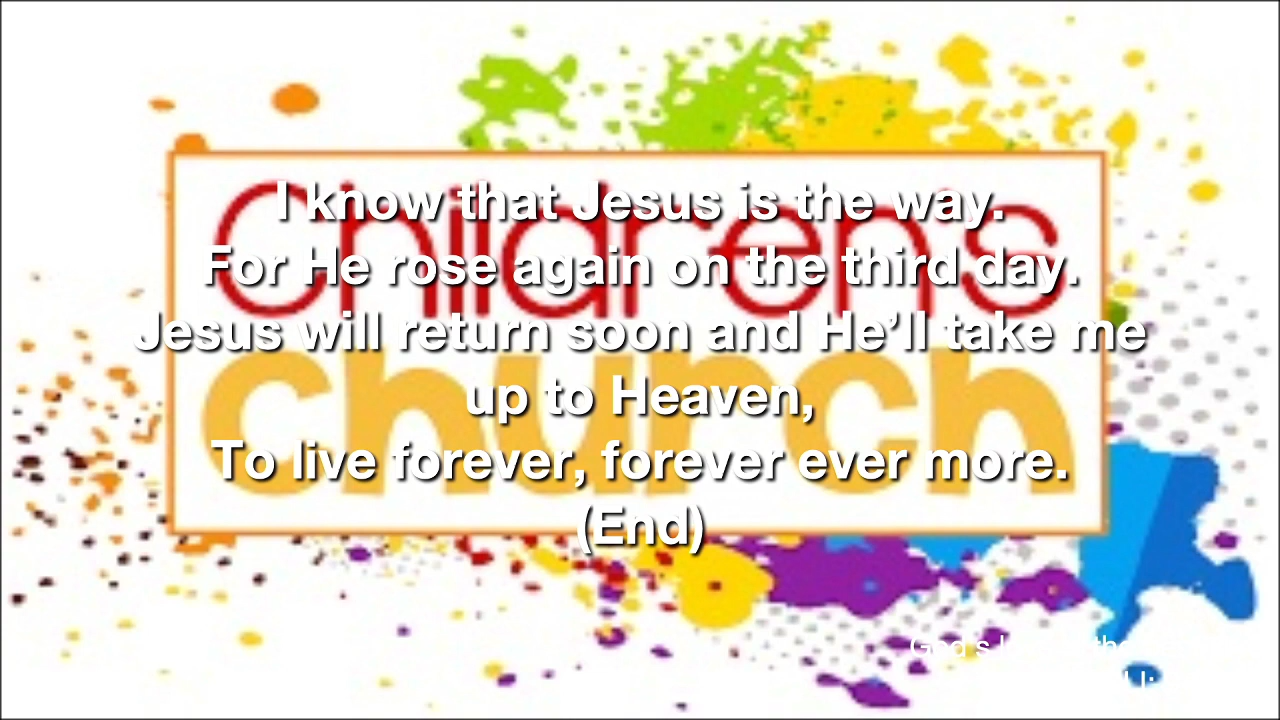 I know that Jesus is the way.
For He rose again on the third day.
Jesus will return soon and He’ll take me
up to Heaven,
To live forever, forever ever more.
(End)
Children's
church
God's